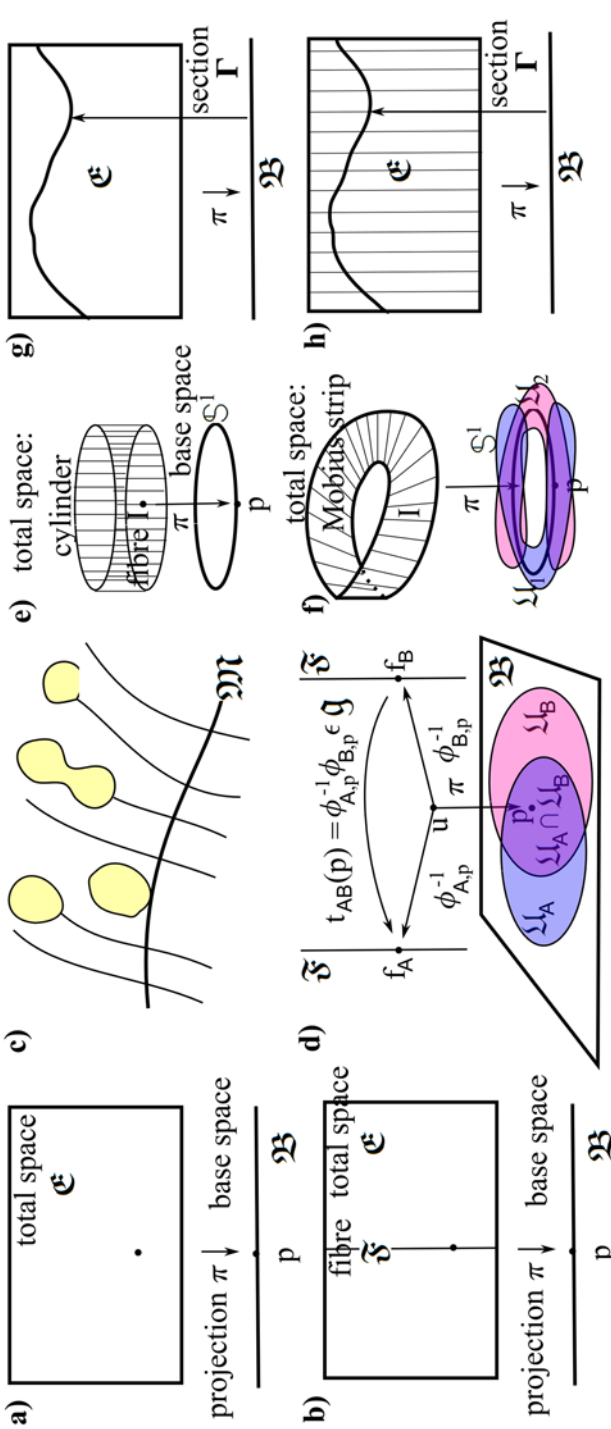 a)
total space
𝕰
projection π ↓ base space
p
𝕭
b)
fibre total space
𝕱 𝕰
projection π ↓ base space
p
𝕭
c)
𝕸
d)
𝕱 t_AB(p) = ϕ⁻¹_A,p ϕ_B,p ϵ 𝖌 𝕱
f_A u f_B
ϕ⁻¹_A,p π ϕ⁻¹_B,p
p
𝖀_A 𝖀_A ∩ 𝖀_B 𝖀_B
𝕭
e) total space:
cylinder
fibre I
π base space
𝕊¹
p
f) total space:
Mobius strip
I
π
𝕊¹
𝖀₁ p 𝖀₂
g)
𝕰
π ↓ section
Γ
𝕭
h)
𝕰
π ↓ section
Γ
𝕭